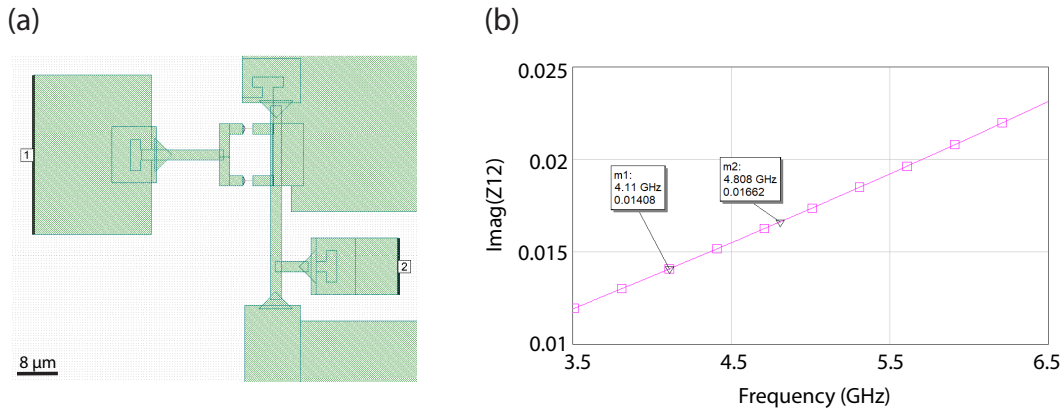 (a)
1
2
8 µm
(b)
Imag(Z12)
0.025
0.02
0.015
0.01
m1:
4.11 GHz
0.01408
m2:
4.808 GHz
0.01662
3.5
4.5
5.5
6.5
Frequency (GHz)